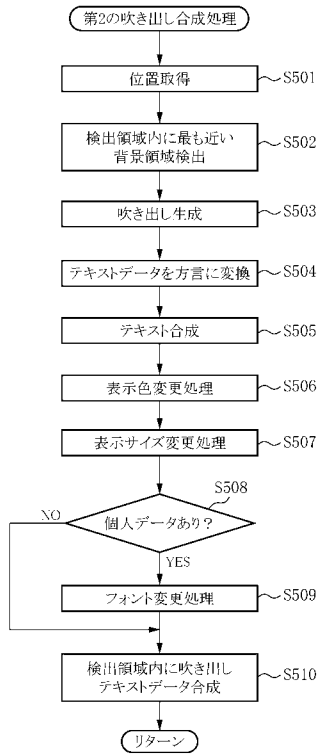 第2の吹き出し合成処理
位置取得
S501
検出領域内に最も近い
背景領域検出
S502
吹き出し生成
S503
テキストデータを方言に変換
S504
テキスト合成
S505
表示色変更処理
S506
表示サイズ変更処理
S507
S508
個人データあり?
NO
YES
フォント変更処理
S509
検出領域内に吹き出し
テキストデータ合成
S510
リターン